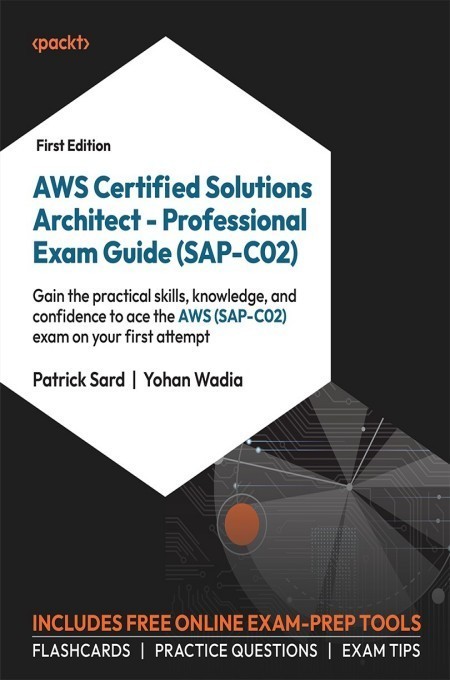 <packt>
First Edition
AWS Certified Solutions
Architect - Professional
Exam Guide (SAP-C02)
Gain the practical skills, knowledge, and
confidence to ace the AWS (SAP-C02)
exam on your first attempt
Patrick Sard | Yohan Wadia
INCLUDES FREE ONLINE EXAM-PREP TOOLS
FLASHCARDS | PRACTICE QUESTIONS | EXAM TIPS